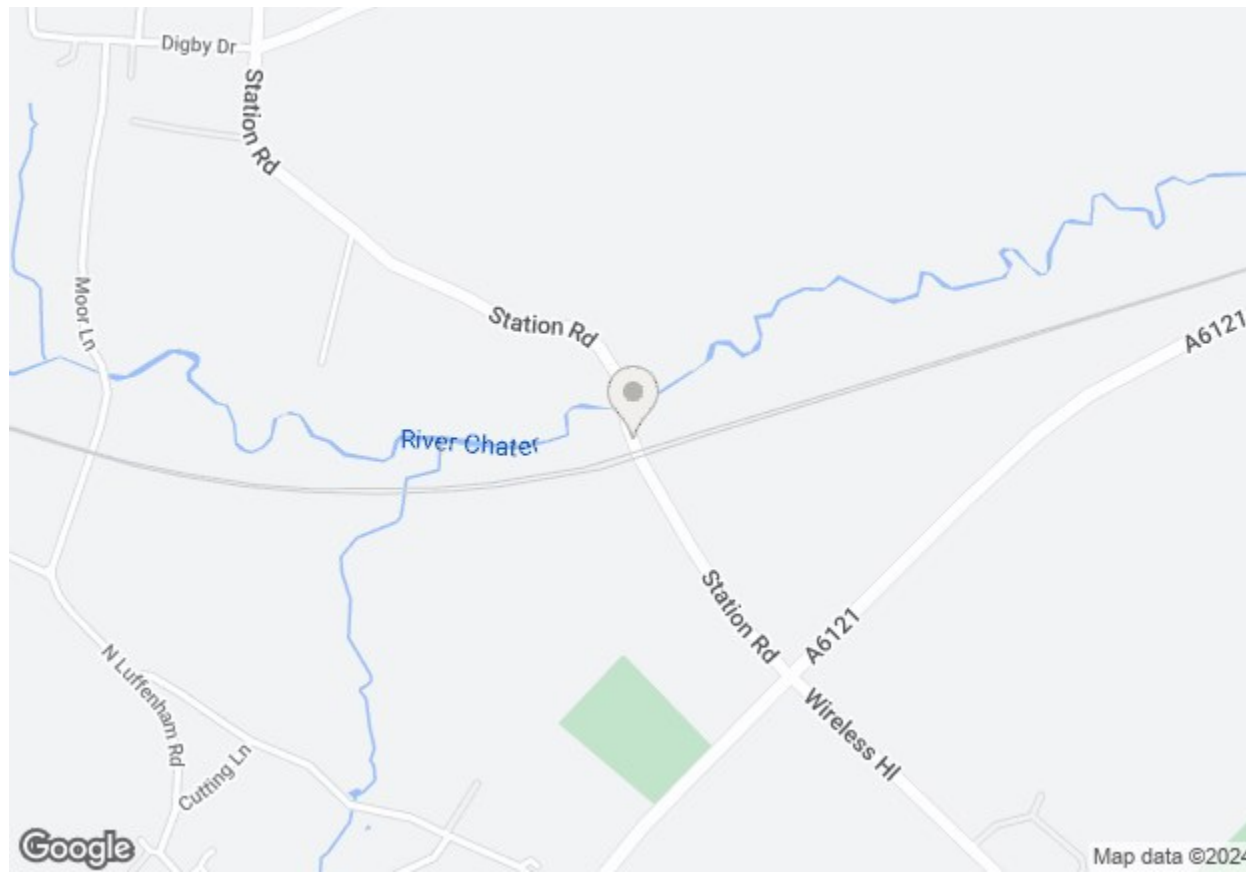 Digby Dr
Station Rd
Moor Ln
Station Rd
A6121
River Chater
Station Rd
A6121
N Luffenham Rd
Wireless Hl
Cutting Ln
Google
Map data ©2024